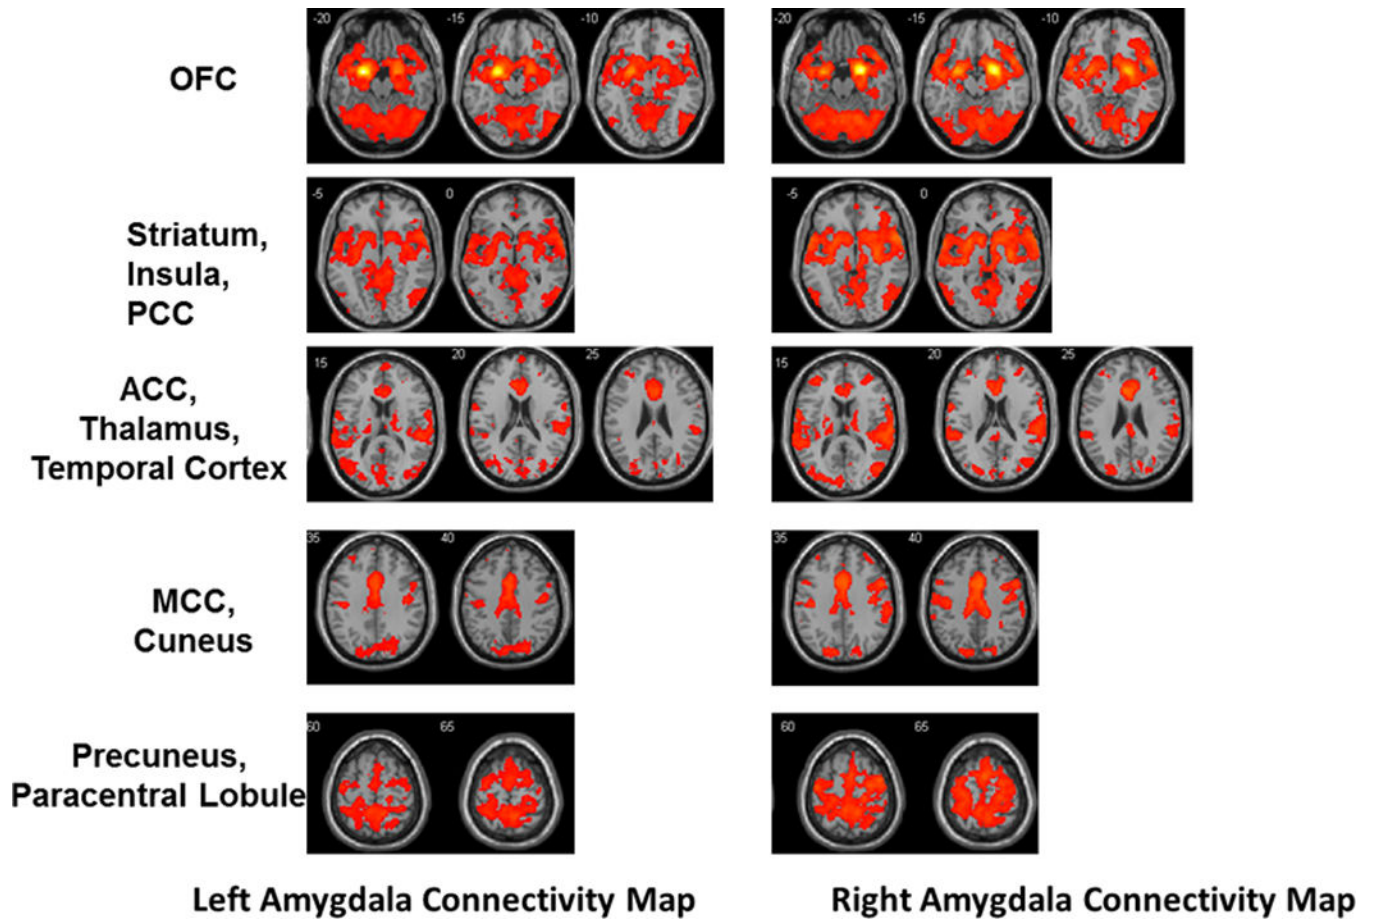 -20 -15 -10 -20 -15 -10
OFC
-5 0 -5 0
Striatum,
Insula,
PCC
15 20 25 15 20 25
ACC,
Thalamus,
Temporal Cortex
35 40 35 40
MCC,
Cuneus
60 65 60 65
Precuneus,
Paracentral Lobule
Left Amygdala Connectivity Map Right Amygdala Connectivity Map